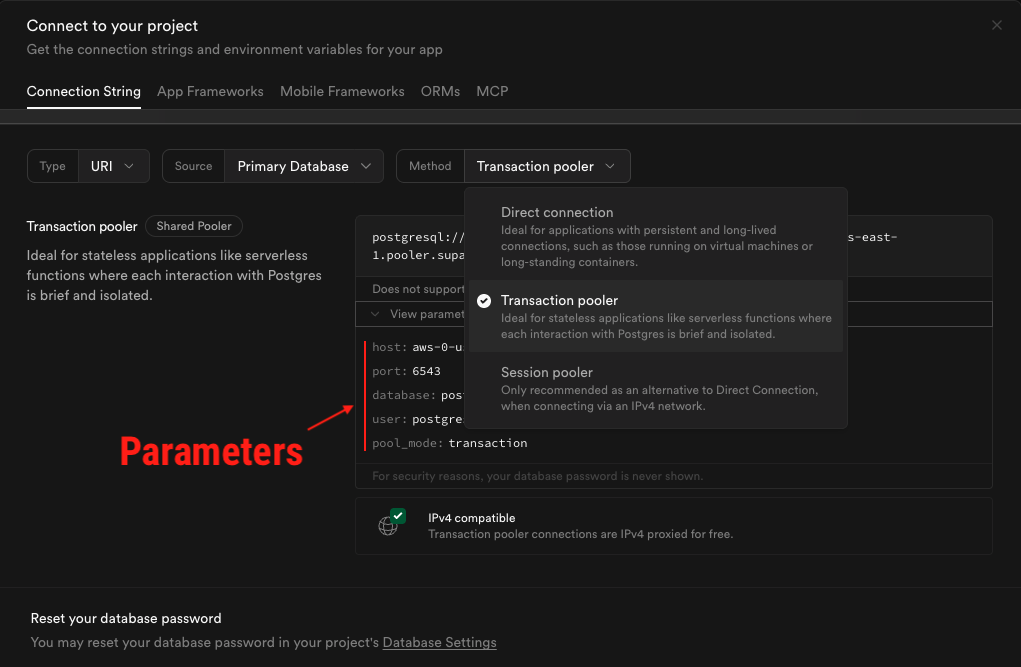 Connect to your project
Get the connection strings and environment variables for your app
Connection String App Frameworks Mobile Frameworks ORMs MCP
Type URI Source Primary Database Method Transaction pooler
Transaction pooler Shared Pooler
Ideal for stateless applications like serverless
functions where each interaction with Postgres
is brief and isolated.
Direct connection
Ideal for applications with persistent and long-lived
connections, such as those running on virtual machines or
long-standing containers.
Transaction pooler
Ideal for stateless applications like serverless functions where
each interaction with Postgres is brief and isolated.
Session pooler
Only recommended as an alternative to Direct Connection,
when connecting via an IPv4 network.
postgresql:// s-east-
1.pooler.supa
Does not support
View paramet
host: aws-0-u
port: 6543
database: pos
user: postgre
pool_mode: transaction
Parameters
For security reasons, your database password is never shown.
IPv4 compatible
Transaction pooler connections are IPv4 proxied for free.
Reset your database password
You may reset your database password in your project's Database Settings